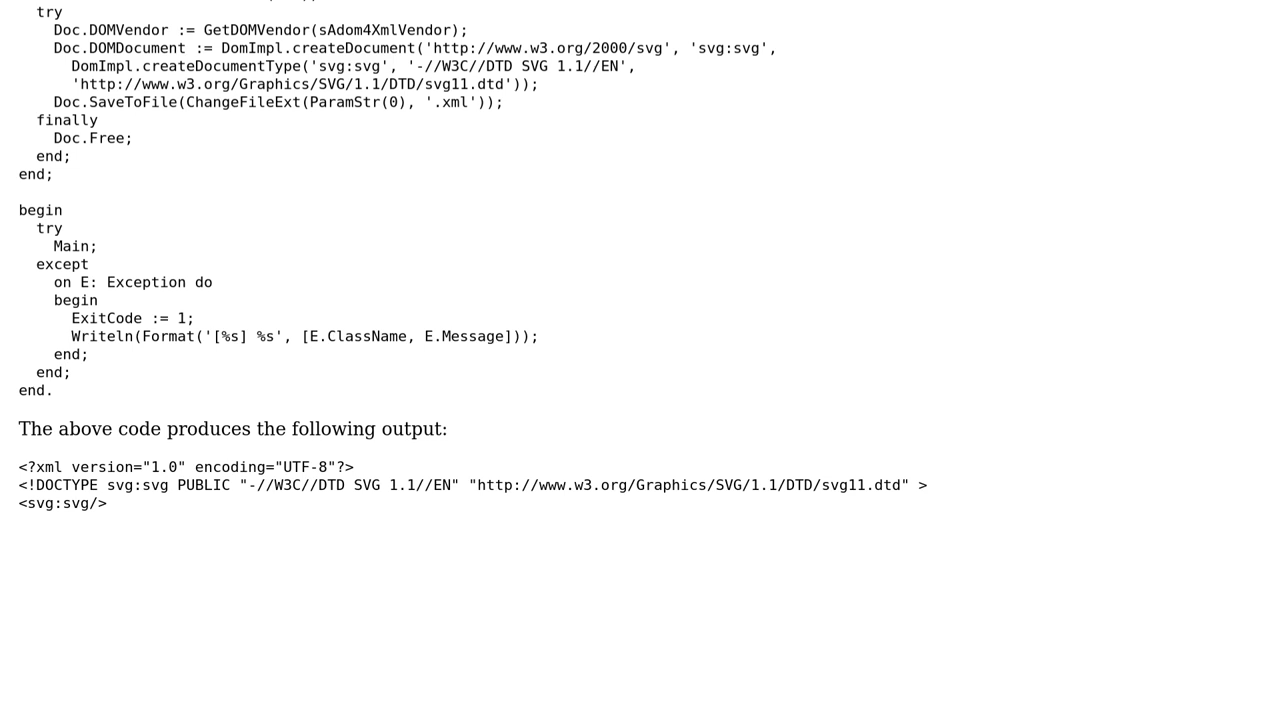 try
    Doc.DOMVendor := GetDOMVendor(sAdom4XmlVendor);
    Doc.DOMDocument := DomImpl.createDocument('http://www.w3.org/2000/svg', 'svg:svg',
      DomImpl.createDocumentType('svg:svg', '-//W3C//DTD SVG 1.1//EN',
      'http://www.w3.org/Graphics/SVG/1.1/DTD/svg11.dtd'));
    Doc.SaveToFile(ChangeFileExt(ParamStr(0), '.xml'));
  finally
    Doc.Free;
  end;
end;

begin
  try
    Main;
  except
    on E: Exception do
    begin
      ExitCode := 1;
      Writeln(Format('[%s] %s', [E.ClassName, E.Message]));
    end;
  end;
end.

The above code produces the following output:

<?xml version="1.0" encoding="UTF-8"?>
<!DOCTYPE svg:svg PUBLIC "-//W3C//DTD SVG 1.1//EN" "http://www.w3.org/Graphics/SVG/1.1/DTD/svg11.dtd" >
<svg:svg/>